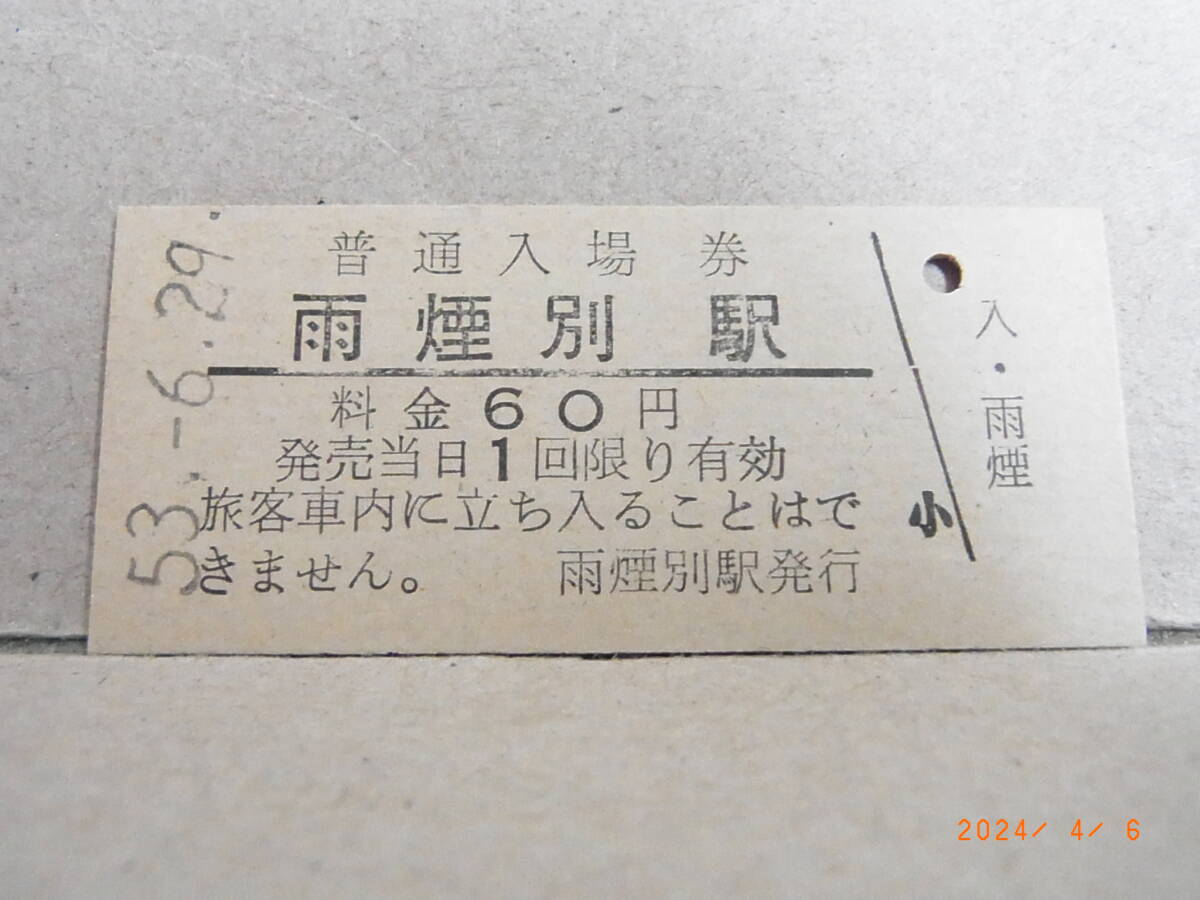 普通入場券
雨煙別駅
料金60円
発売当日1回限り有効
旅客車内に立ち入ることはで
きません。 雨煙別駅発行
53.-6.29.
小
入・雨煙
2024/ 4/ 6